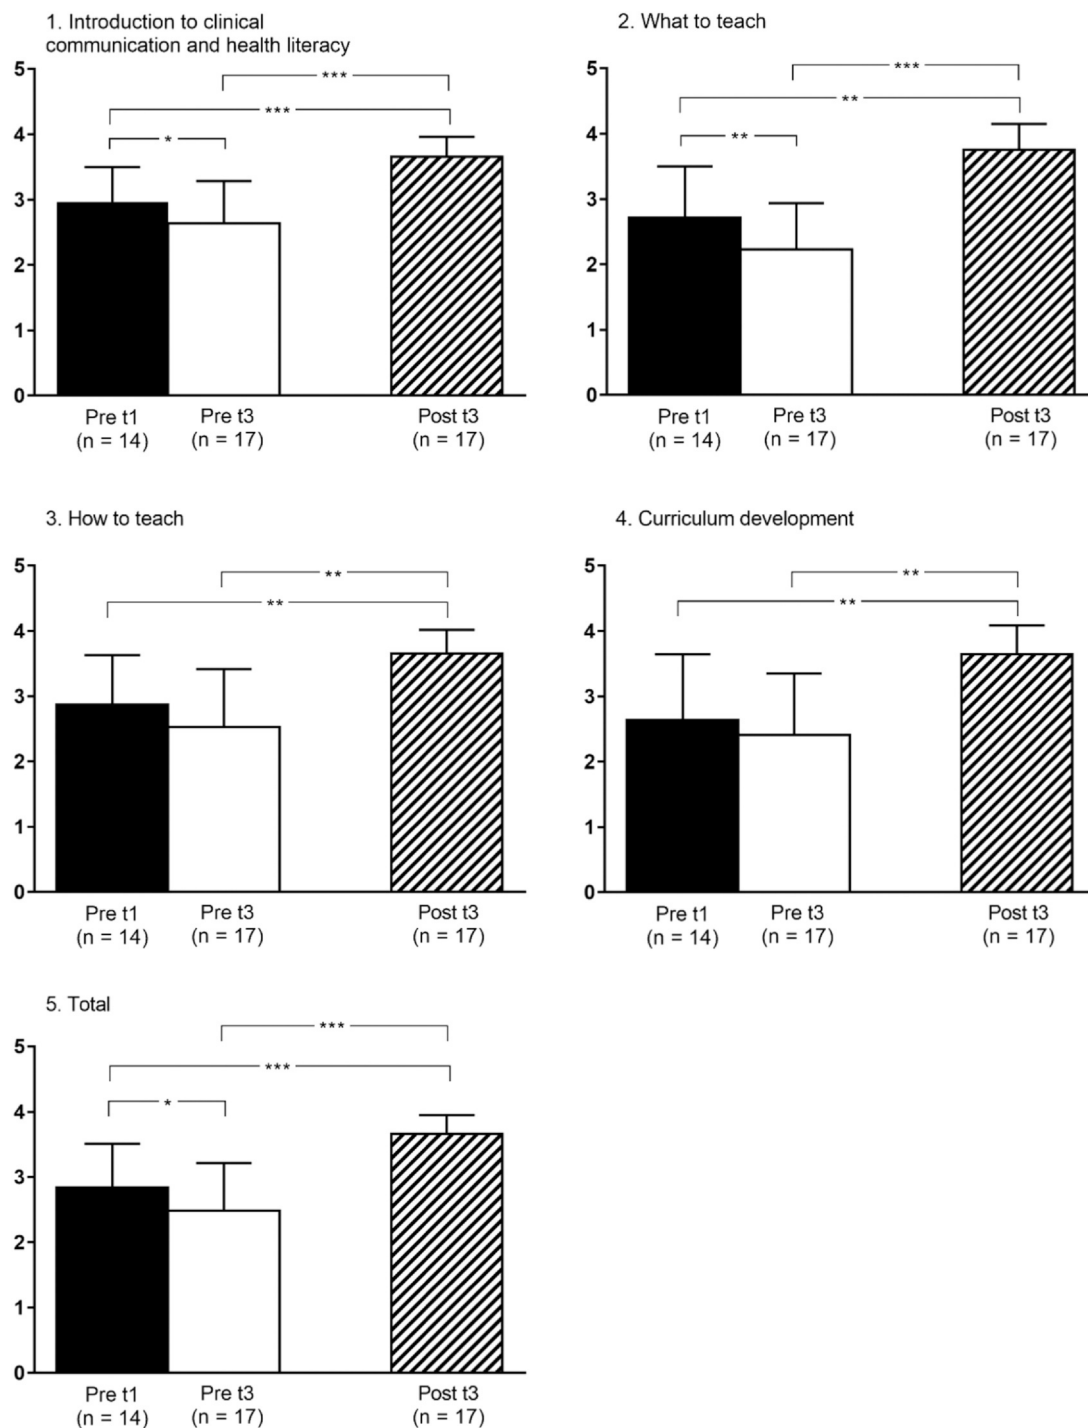 1. Introduction to clinical
communication and health literacy
5
4
3
2
1
0
***
***
*
Pre t1
(n = 14)
Pre t3
(n = 17)
Post t3
(n = 17)
2. What to teach
5
4
3
2
1
0
***
**
**
Pre t1
(n = 14)
Pre t3
(n = 17)
Post t3
(n = 17)
3. How to teach
5
4
3
2
1
0
**
**
Pre t1
(n = 14)
Pre t3
(n = 17)
Post t3
(n = 17)
4. Curriculum development
5
4
3
2
1
0
**
**
Pre t1
(n = 14)
Pre t3
(n = 17)
Post t3
(n = 17)
5. Total
5
4
3
2
1
0
***
***
*
Pre t1
(n = 14)
Pre t3
(n = 17)
Post t3
(n = 17)